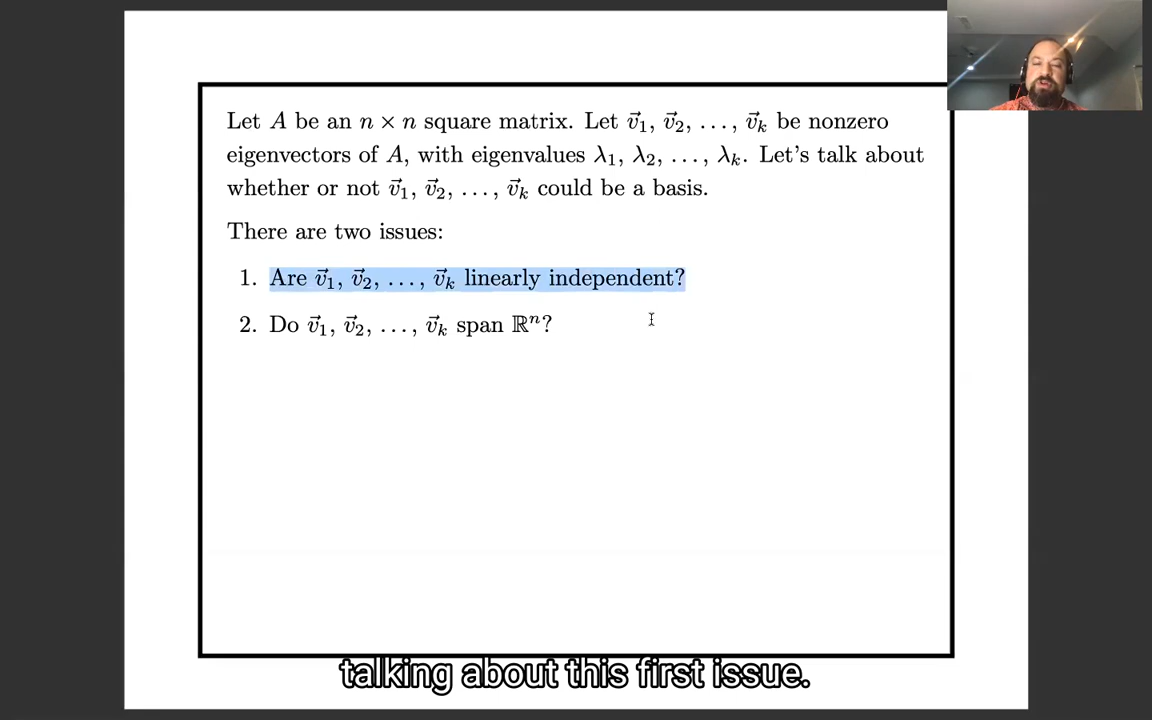 Let A be an n × n square matrix. Let v⃗₁, v⃗₂, …, v⃗ₖ be nonzero
eigenvectors of A, with eigenvalues λ₁, λ₂, …, λₖ. Let's talk about
whether or not v⃗₁, v⃗₂, …, v⃗ₖ could be a basis.
There are two issues:
1. Are v⃗₁, v⃗₂, …, v⃗ₖ linearly independent?
2. Do v⃗₁, v⃗₂, …, v⃗ₖ span ℝⁿ?
talking about this first issue.